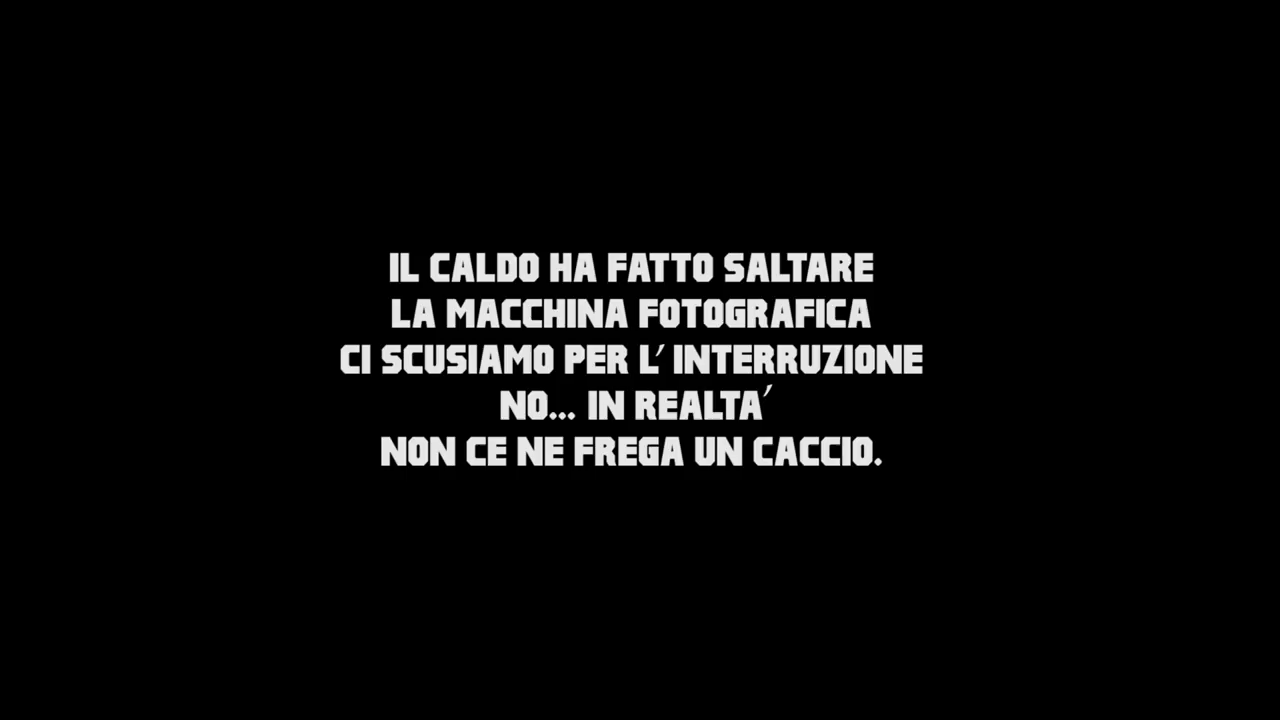 IL CALDO HA FATTO SALTARE
LA MACCHINA FOTOGRAFICA
CI SCUSIAMO PER L' INTERRUZIONE
NO... IN REALTA'
NON CE NE FREGA UN CACCIO.